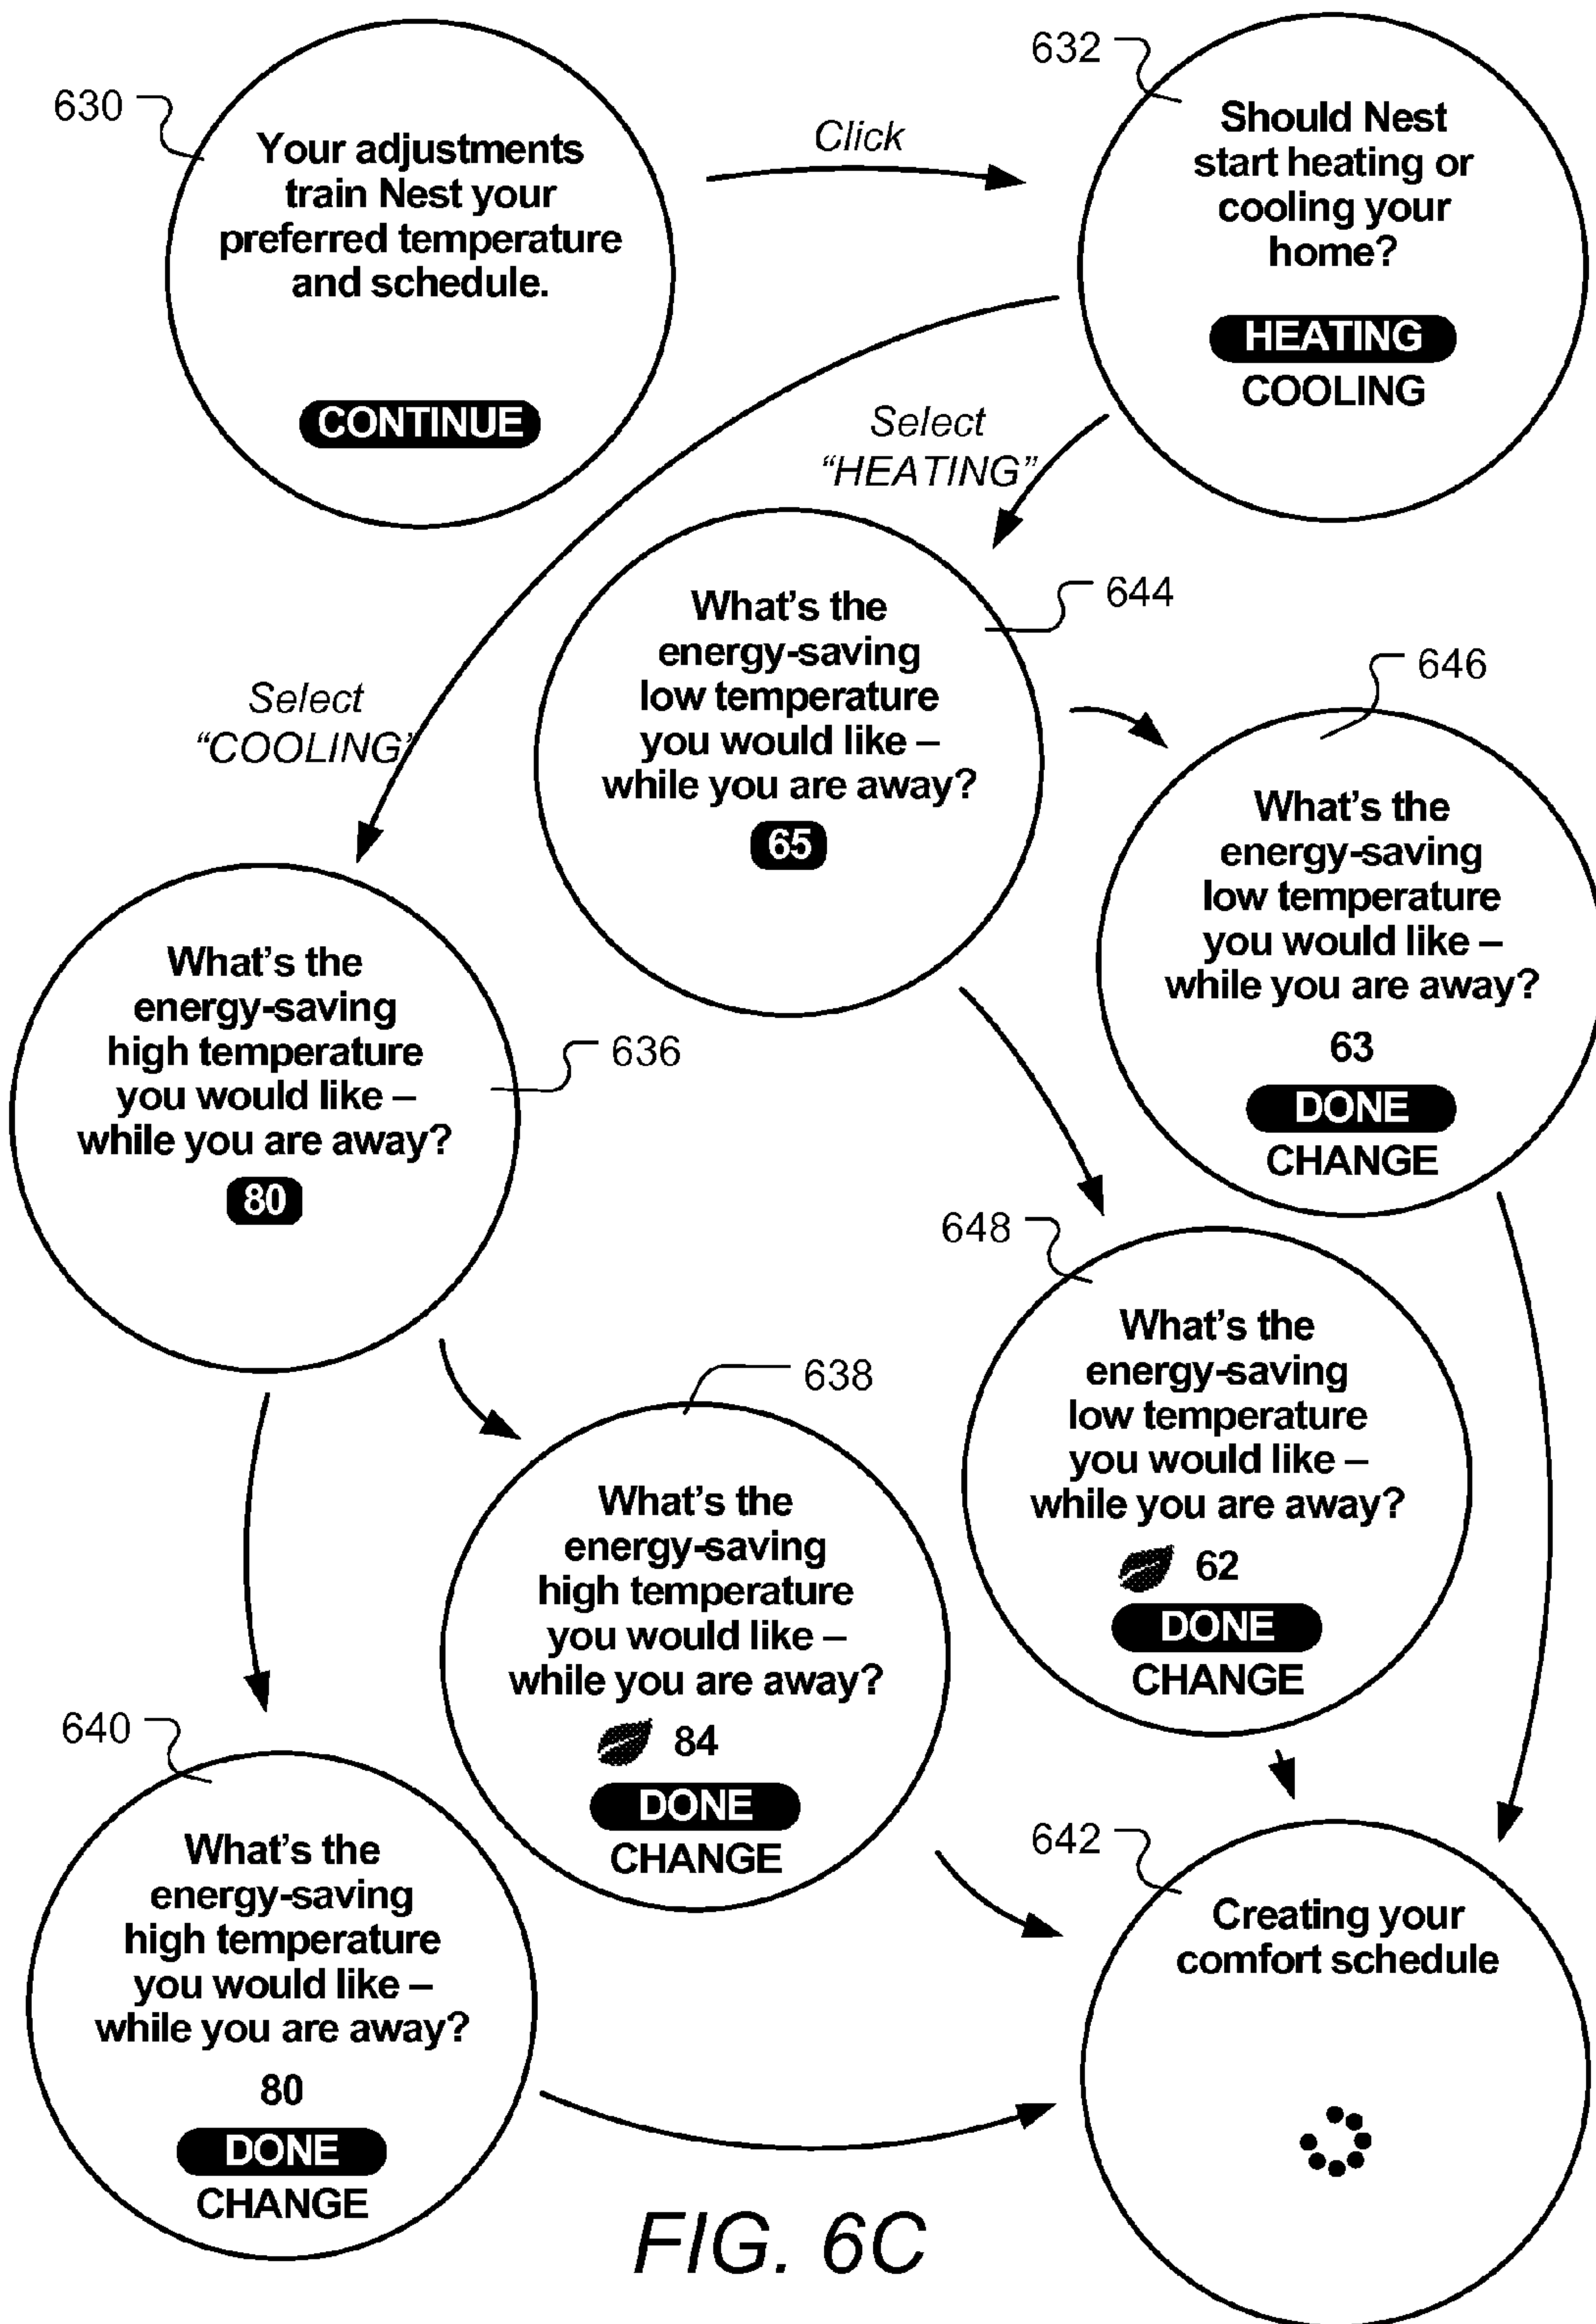 630
Your adjustments
train Nest your
preferred temperature
and schedule.
CONTINUE
Click
632
Should Nest
start heating or
cooling your
home?
HEATING
COOLING
Select
“HEATING”
Select
“COOLING”
644
What’s the
energy-saving
low temperature
you would like –
while you are away?
65
646
What’s the
energy-saving
low temperature
you would like –
while you are away?
63
DONE
CHANGE
636
What’s the
energy-saving
high temperature
you would like –
while you are away?
80
648
What’s the
energy-saving
low temperature
you would like –
while you are away?
62
DONE
CHANGE
638
What’s the
energy-saving
high temperature
you would like –
while you are away?
84
DONE
CHANGE
640
What’s the
energy-saving
high temperature
you would like –
while you are away?
80
DONE
CHANGE
642
Creating your
comfort schedule
FIG. 6C